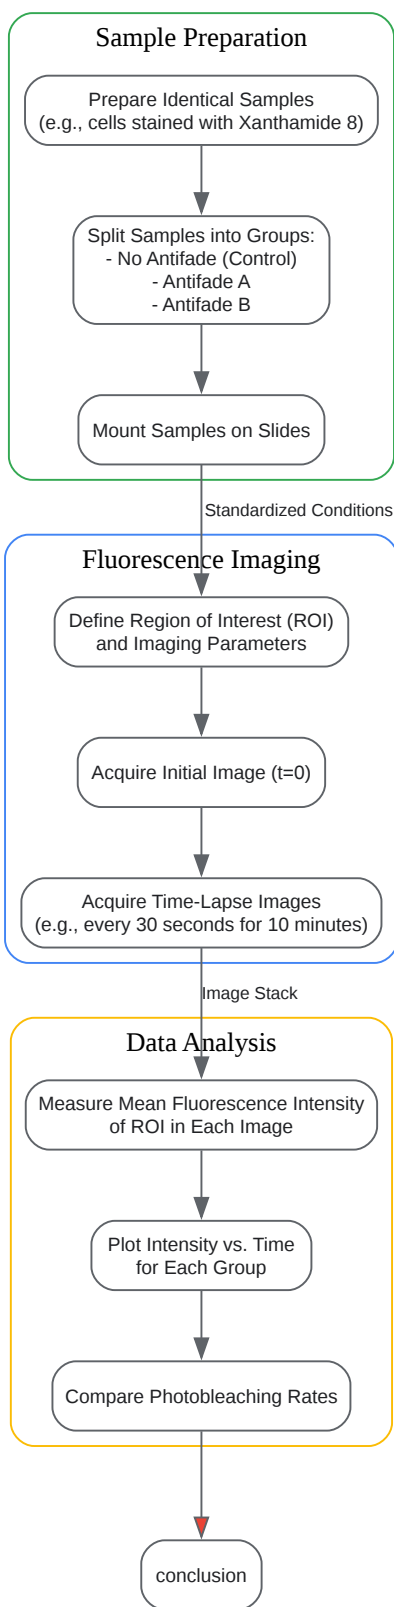 Sample Preparation
Prepare Identical Samples
(e.g., cells stained with Xanthamide 8)
Split Samples into Groups:
- No Antifade (Control)
- Antifade A
- Antifade B
Mount Samples on Slides
Standardized Conditions
Fluorescence Imaging
Define Region of Interest (ROI)
and Imaging Parameters
Acquire Initial Image (t=0)
Acquire Time-Lapse Images
(e.g., every 30 seconds for 10 minutes)
Image Stack
Data Analysis
Measure Mean Fluorescence Intensity
of ROI in Each Image
Plot Intensity vs. Time
for Each Group
Compare Photobleaching Rates
conclusion